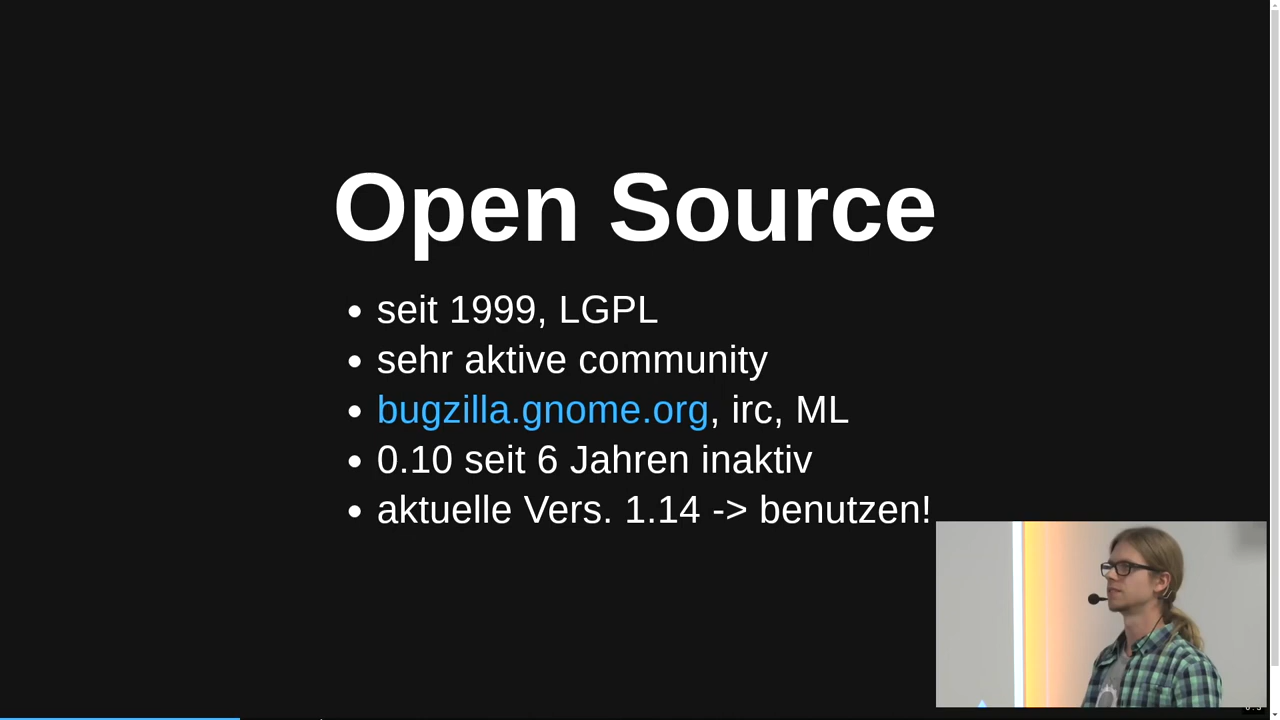 Open Source
seit 1999, LGPL
sehr aktive community
bugzilla.gnome.org, irc, ML
0.10 seit 6 Jahren inaktiv
aktuelle Vers. 1.14 -> benutzen!